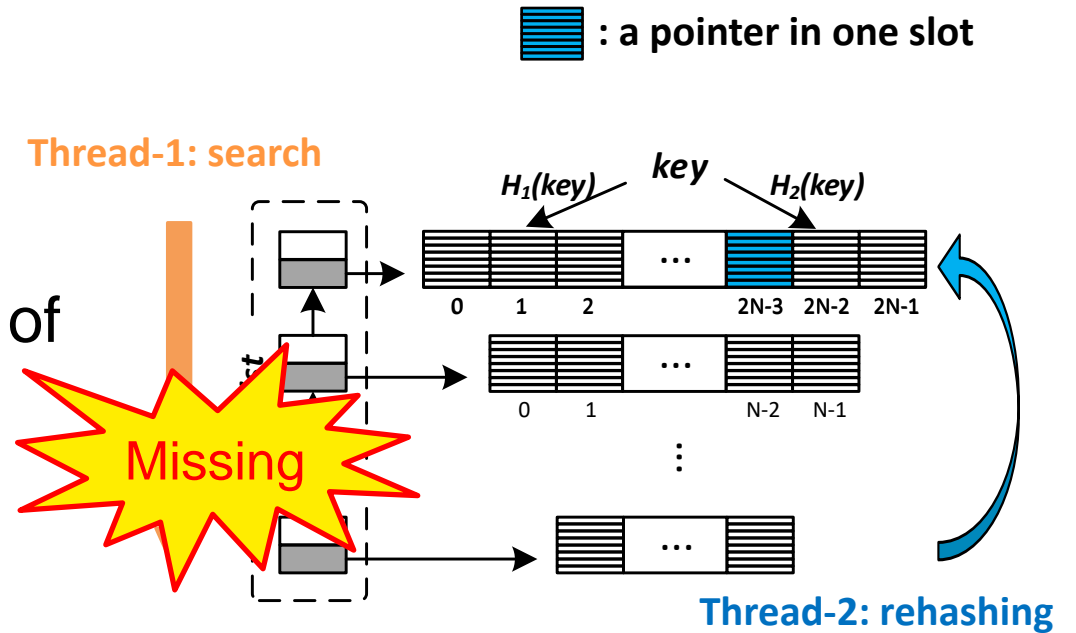 : a pointer in one slot
Thread-1: search
key
H₁(key)
H₂(key)
...
0 1 2 2N-3 2N-2 2N-1
of
...
0 1 N-2 N-1
Missing
...
...
Thread-2: rehashing